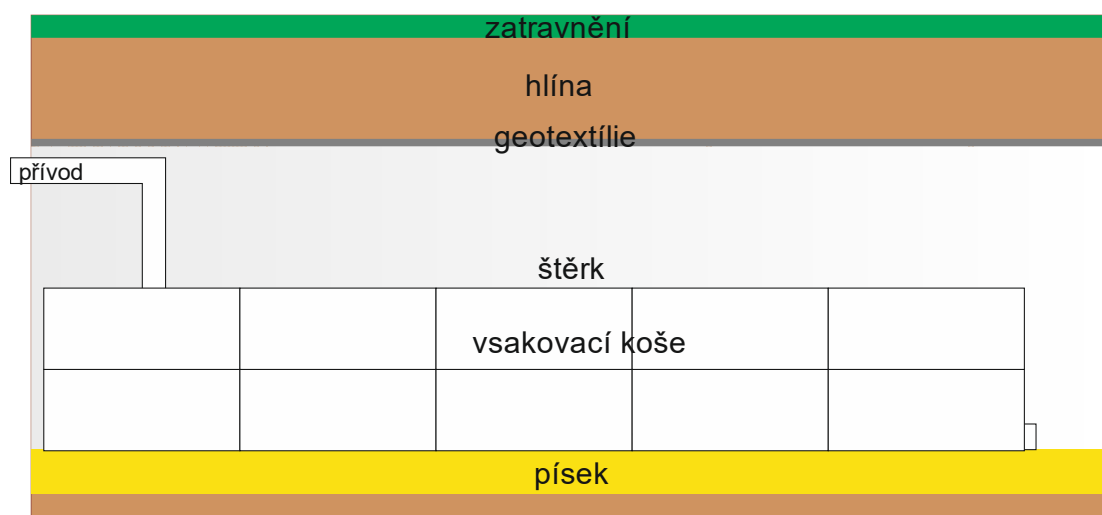 zatravnění
hlína
geotextílie
přívod
štěrk
vsakovací koše
písek